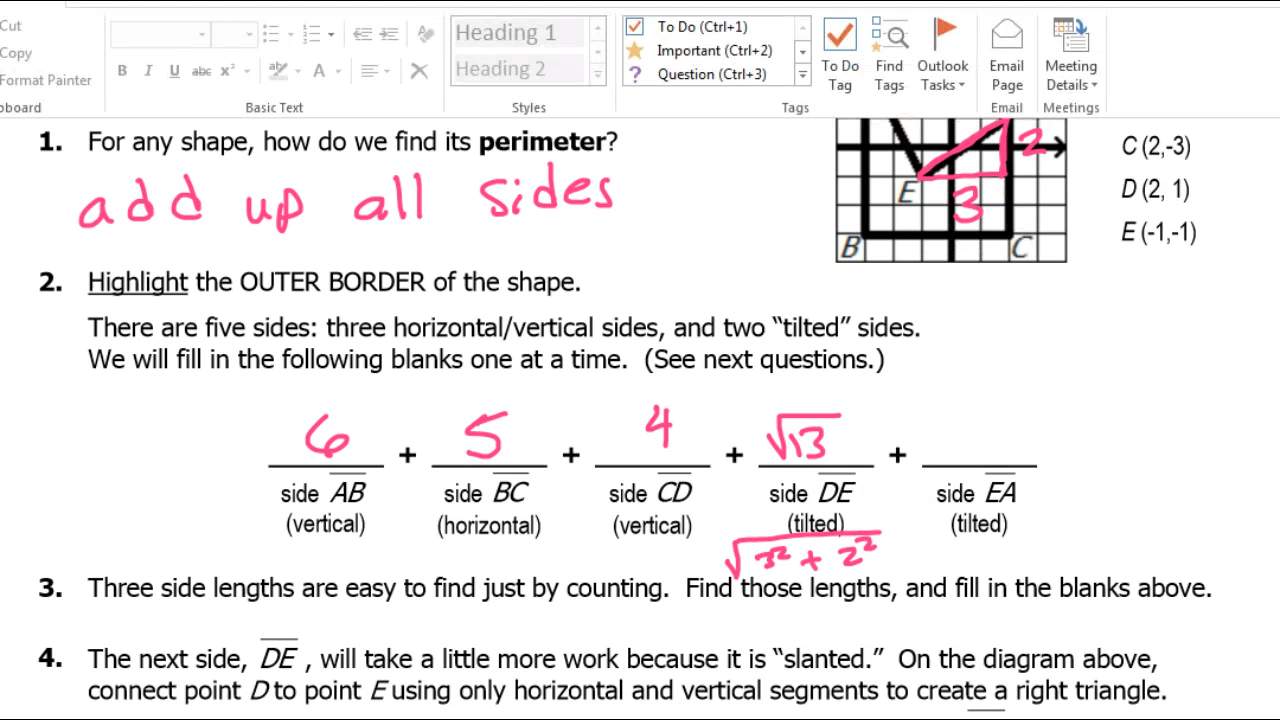 Cut
Copy
Format Painter
board
B I U abc x² A
Basic Text
Heading 1
Heading 2
Styles
To Do (Ctrl+1)
Important (Ctrl+2)
? Question (Ctrl+3)
To Do Tag
Find Tags
Outlook Tasks
Tags
Email Page
Email
Meeting Details
Meetings
1. For any shape, how do we find its perimeter?
add up all sides
E 2
3
B C
C (2,-3)
D (2, 1)
E (-1,-1)
2. Highlight the OUTER BORDER of the shape.
There are five sides: three horizontal/vertical sides, and two “tilted” sides.
We will fill in the following blanks one at a time. (See next questions.)
6 + 5 + 4 + √13 +
side AB side BC side CD side DE side EA
(vertical) (horizontal) (vertical) (tilted) (tilted)
√3² + 2²
3. Three side lengths are easy to find just by counting. Find those lengths, and fill in the blanks above.
4. The next side, DE , will take a little more work because it is “slanted.” On the diagram above,
connect point D to point E using only horizontal and vertical segments to create a right triangle.